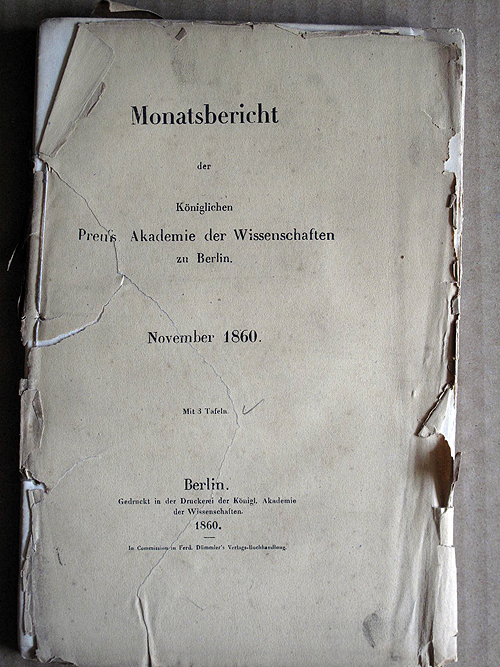 Monatsbericht
der
Königlichen
Preuſs. Akademie der Wissenschaften
zu Berlin.
November 1860.
Mit 3 Tafeln.
Berlin.
Gedruckt in der Druckerei der Königl. Akademie
der Wissenschaften.
1860.
In Commission in Ferd. Dümmler's Verlags-Buchhandlung.